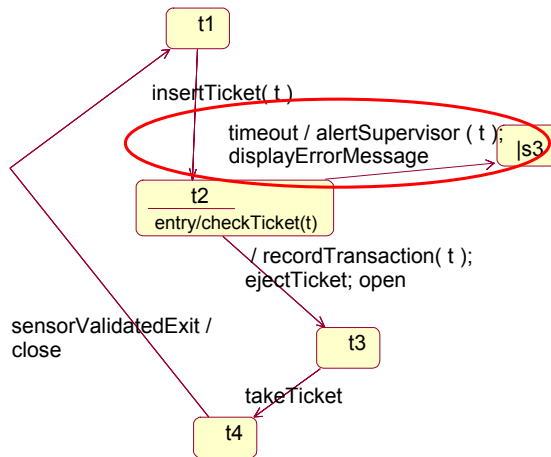 t1
insertTicket( t )
timeout / alertSupervisor ( t );
displayErrorMessage
|s3
t2
entry/checkTicket(t)
/ recordTransaction( t );
ejectTicket; open
sensorValidatedExit /
close
t3
takeTicket
t4